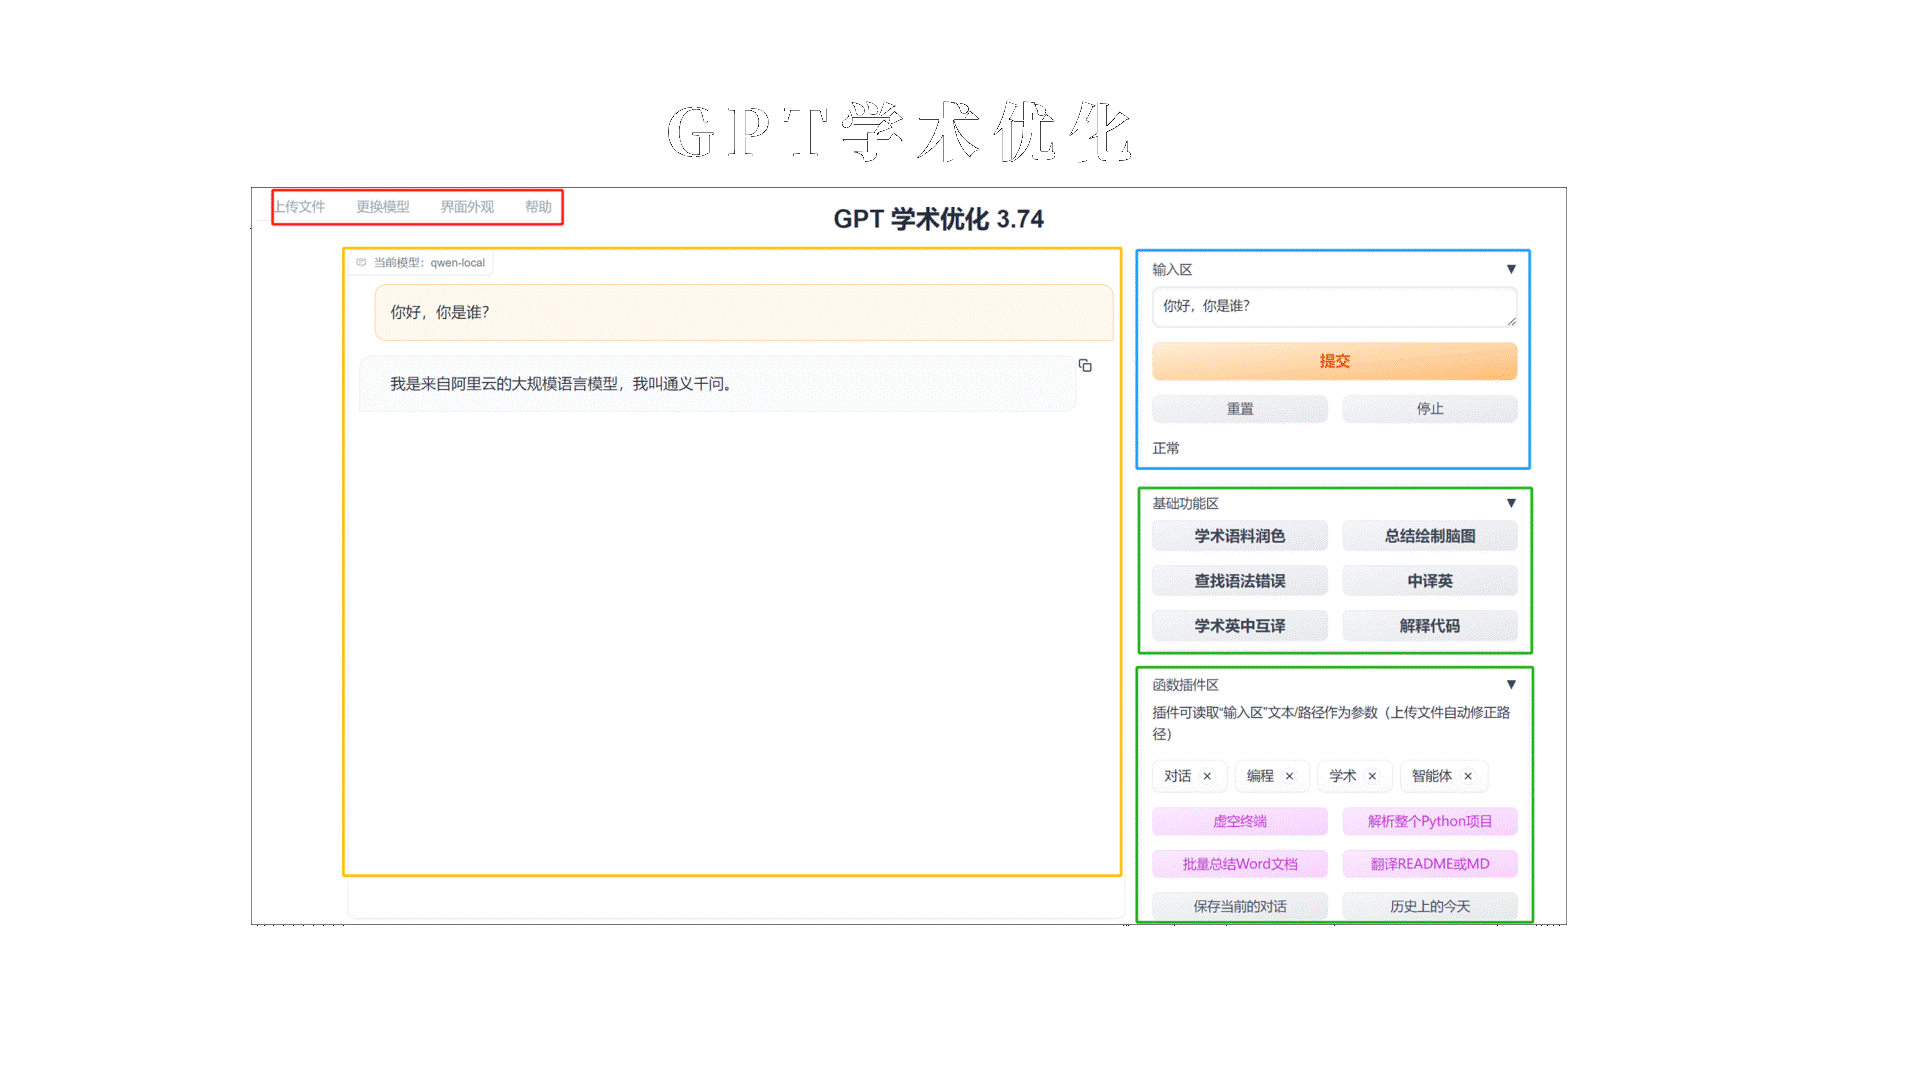 GPT学术优化
上传文件 更换模型 界面外观 帮助
GPT 学术优化 3.74
当前模型：qwen-local
你好，你是谁？
我是来自阿里云的大规模语言模型，我叫通义千问。
输入区 ▼
你好，你是谁？
提交
重置 停止
正常
基础功能区 ▼
学术语料润色 总结绘制脑图
查找语法错误 中译英
学术英中互译 解释代码
函数插件区 ▼
插件可读取“输入区”文本/路径作为参数（上传文件自动修正路
径）
对话 × 编程 × 学术 × 智能体 ×
虚空终端 解析整个Python项目
批量总结Word文档 翻译README或MD
保存当前的对话 历史上的今天